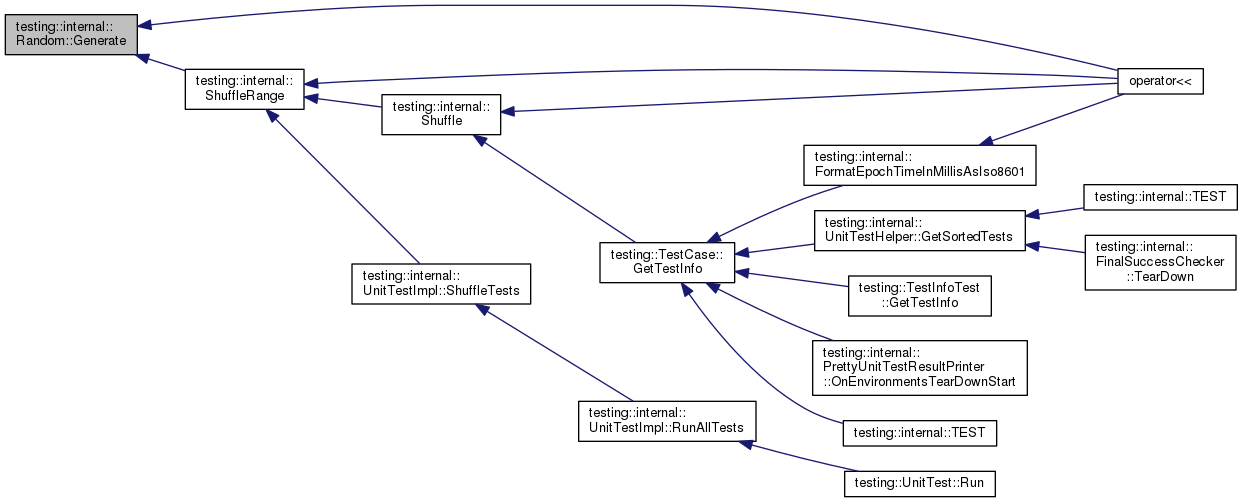 testing::internal::
Random::Generate
testing::internal::
ShuffleRange
operator<<
testing::internal::
Shuffle
testing::internal::
FormatEpochTimeInMillisAsIso8601
testing::internal::TEST
testing::internal::
UnitTestHelper::GetSortedTests
testing::internal::
FinalSuccessChecker
::TearDown
testing::TestCase::
GetTestInfo
testing::internal::
UnitTestImpl::ShuffleTests
testing::TestInfoTest
::GetTestInfo
testing::internal::
PrettyUnitTestResultPrinter
::OnEnvironmentsTearDownStart
testing::internal::
UnitTestImpl::RunAllTests
testing::internal::TEST
testing::UnitTest::Run